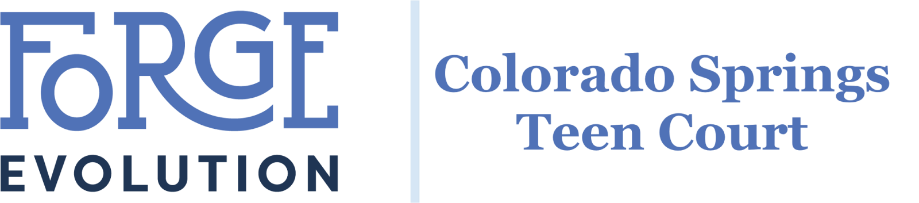 FORGE
EVOLUTION
Colorado Springs
Teen Court